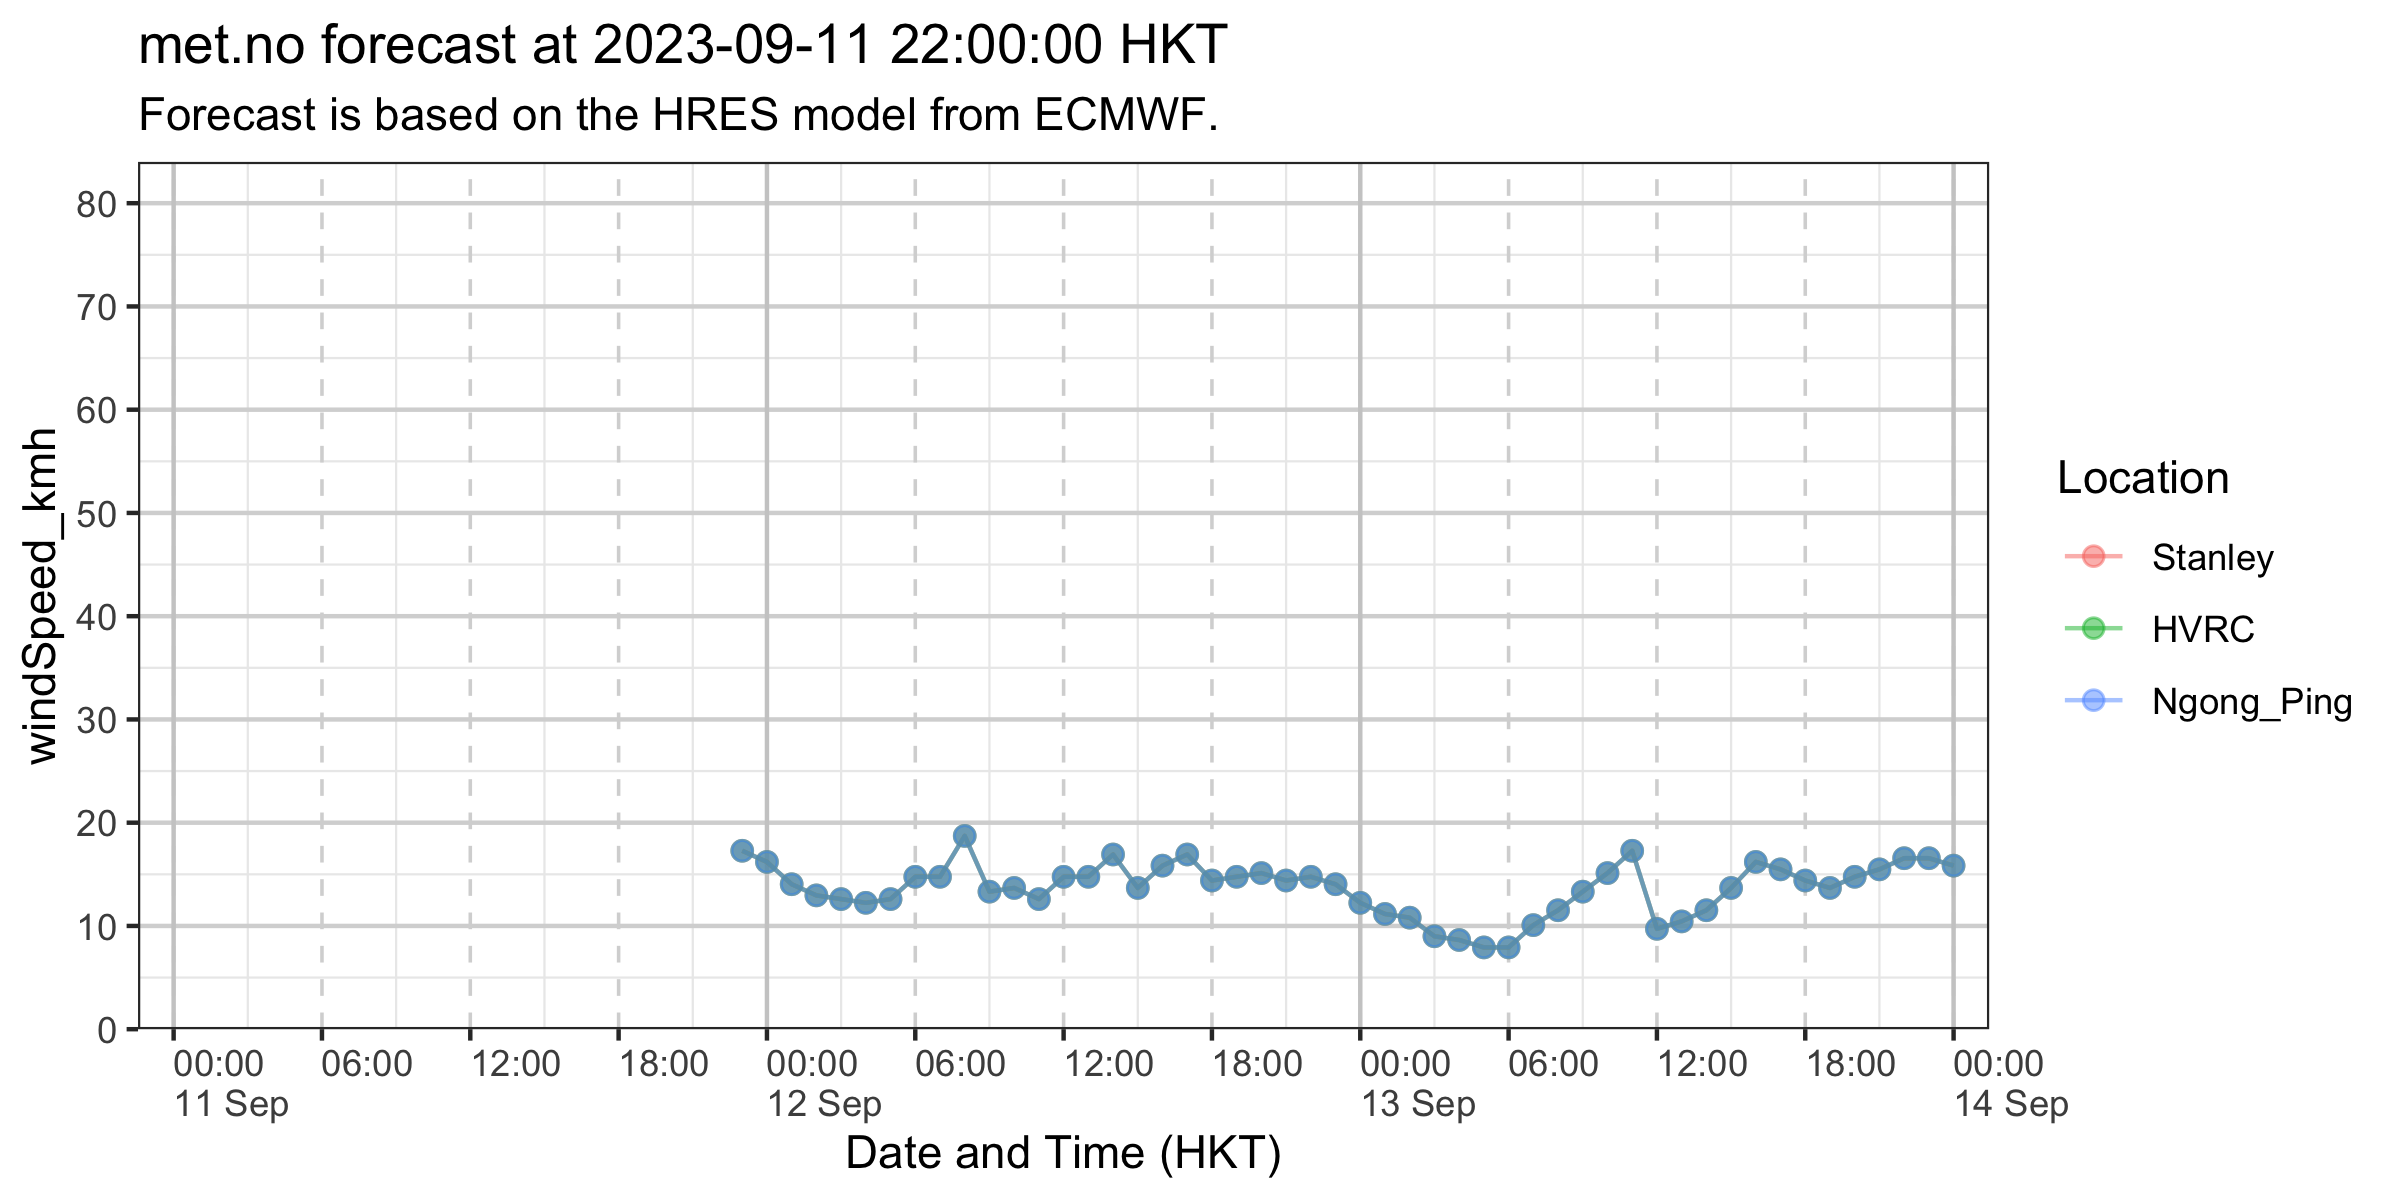 met.no forecast at 2023-09-11 22:00:00 HKT
Forecast is based on the HRES model from ECMWF.
windSpeed_kmh
80
70
60
50
40
30
20
10
0
00:00 06:00 12:00 18:00 00:00 06:00 12:00 18:00 00:00 06:00 12:00 18:00 00:00
11 Sep 12 Sep 13 Sep 14 Sep
Date and Time (HKT)
Location
Stanley
HVRC
Ngong_Ping